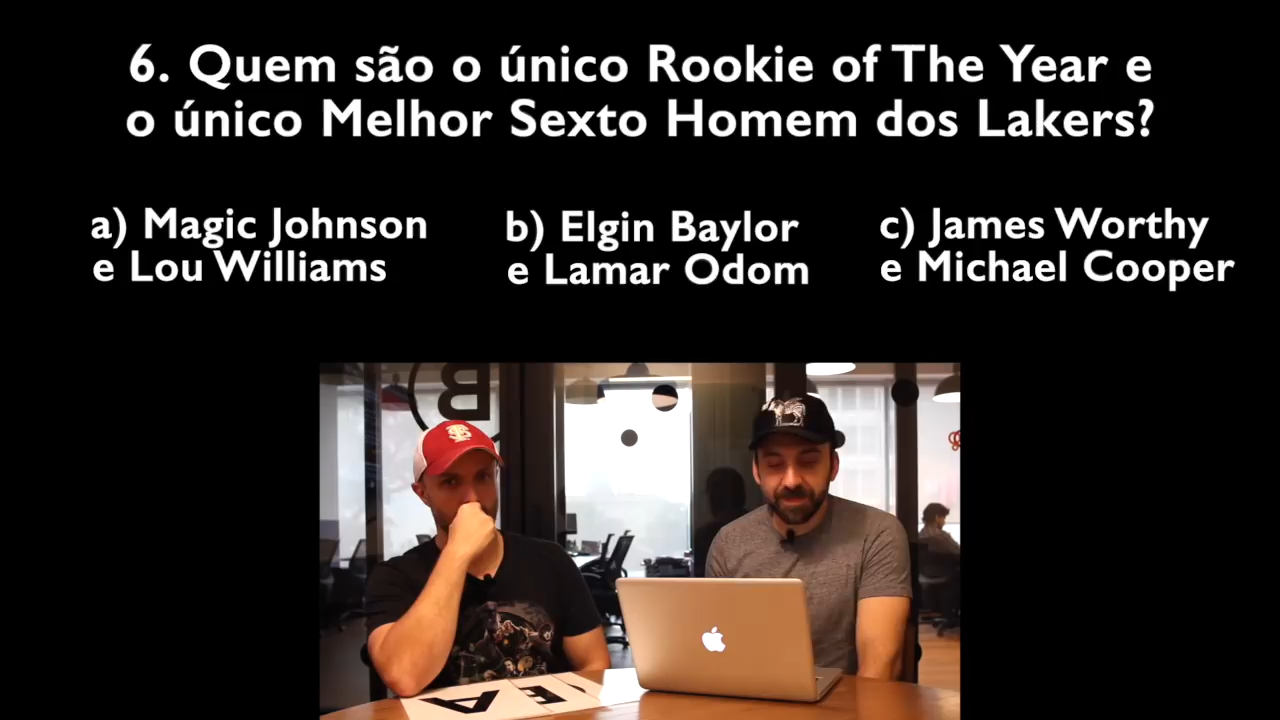 6. Quem são o único Rookie of The Year e
o único Melhor Sexto Homem dos Lakers?
a) Magic Johnson
e Lou Williams
b) Elgin Baylor
e Lamar Odom
c) James Worthy
e Michael Cooper
B
A
E